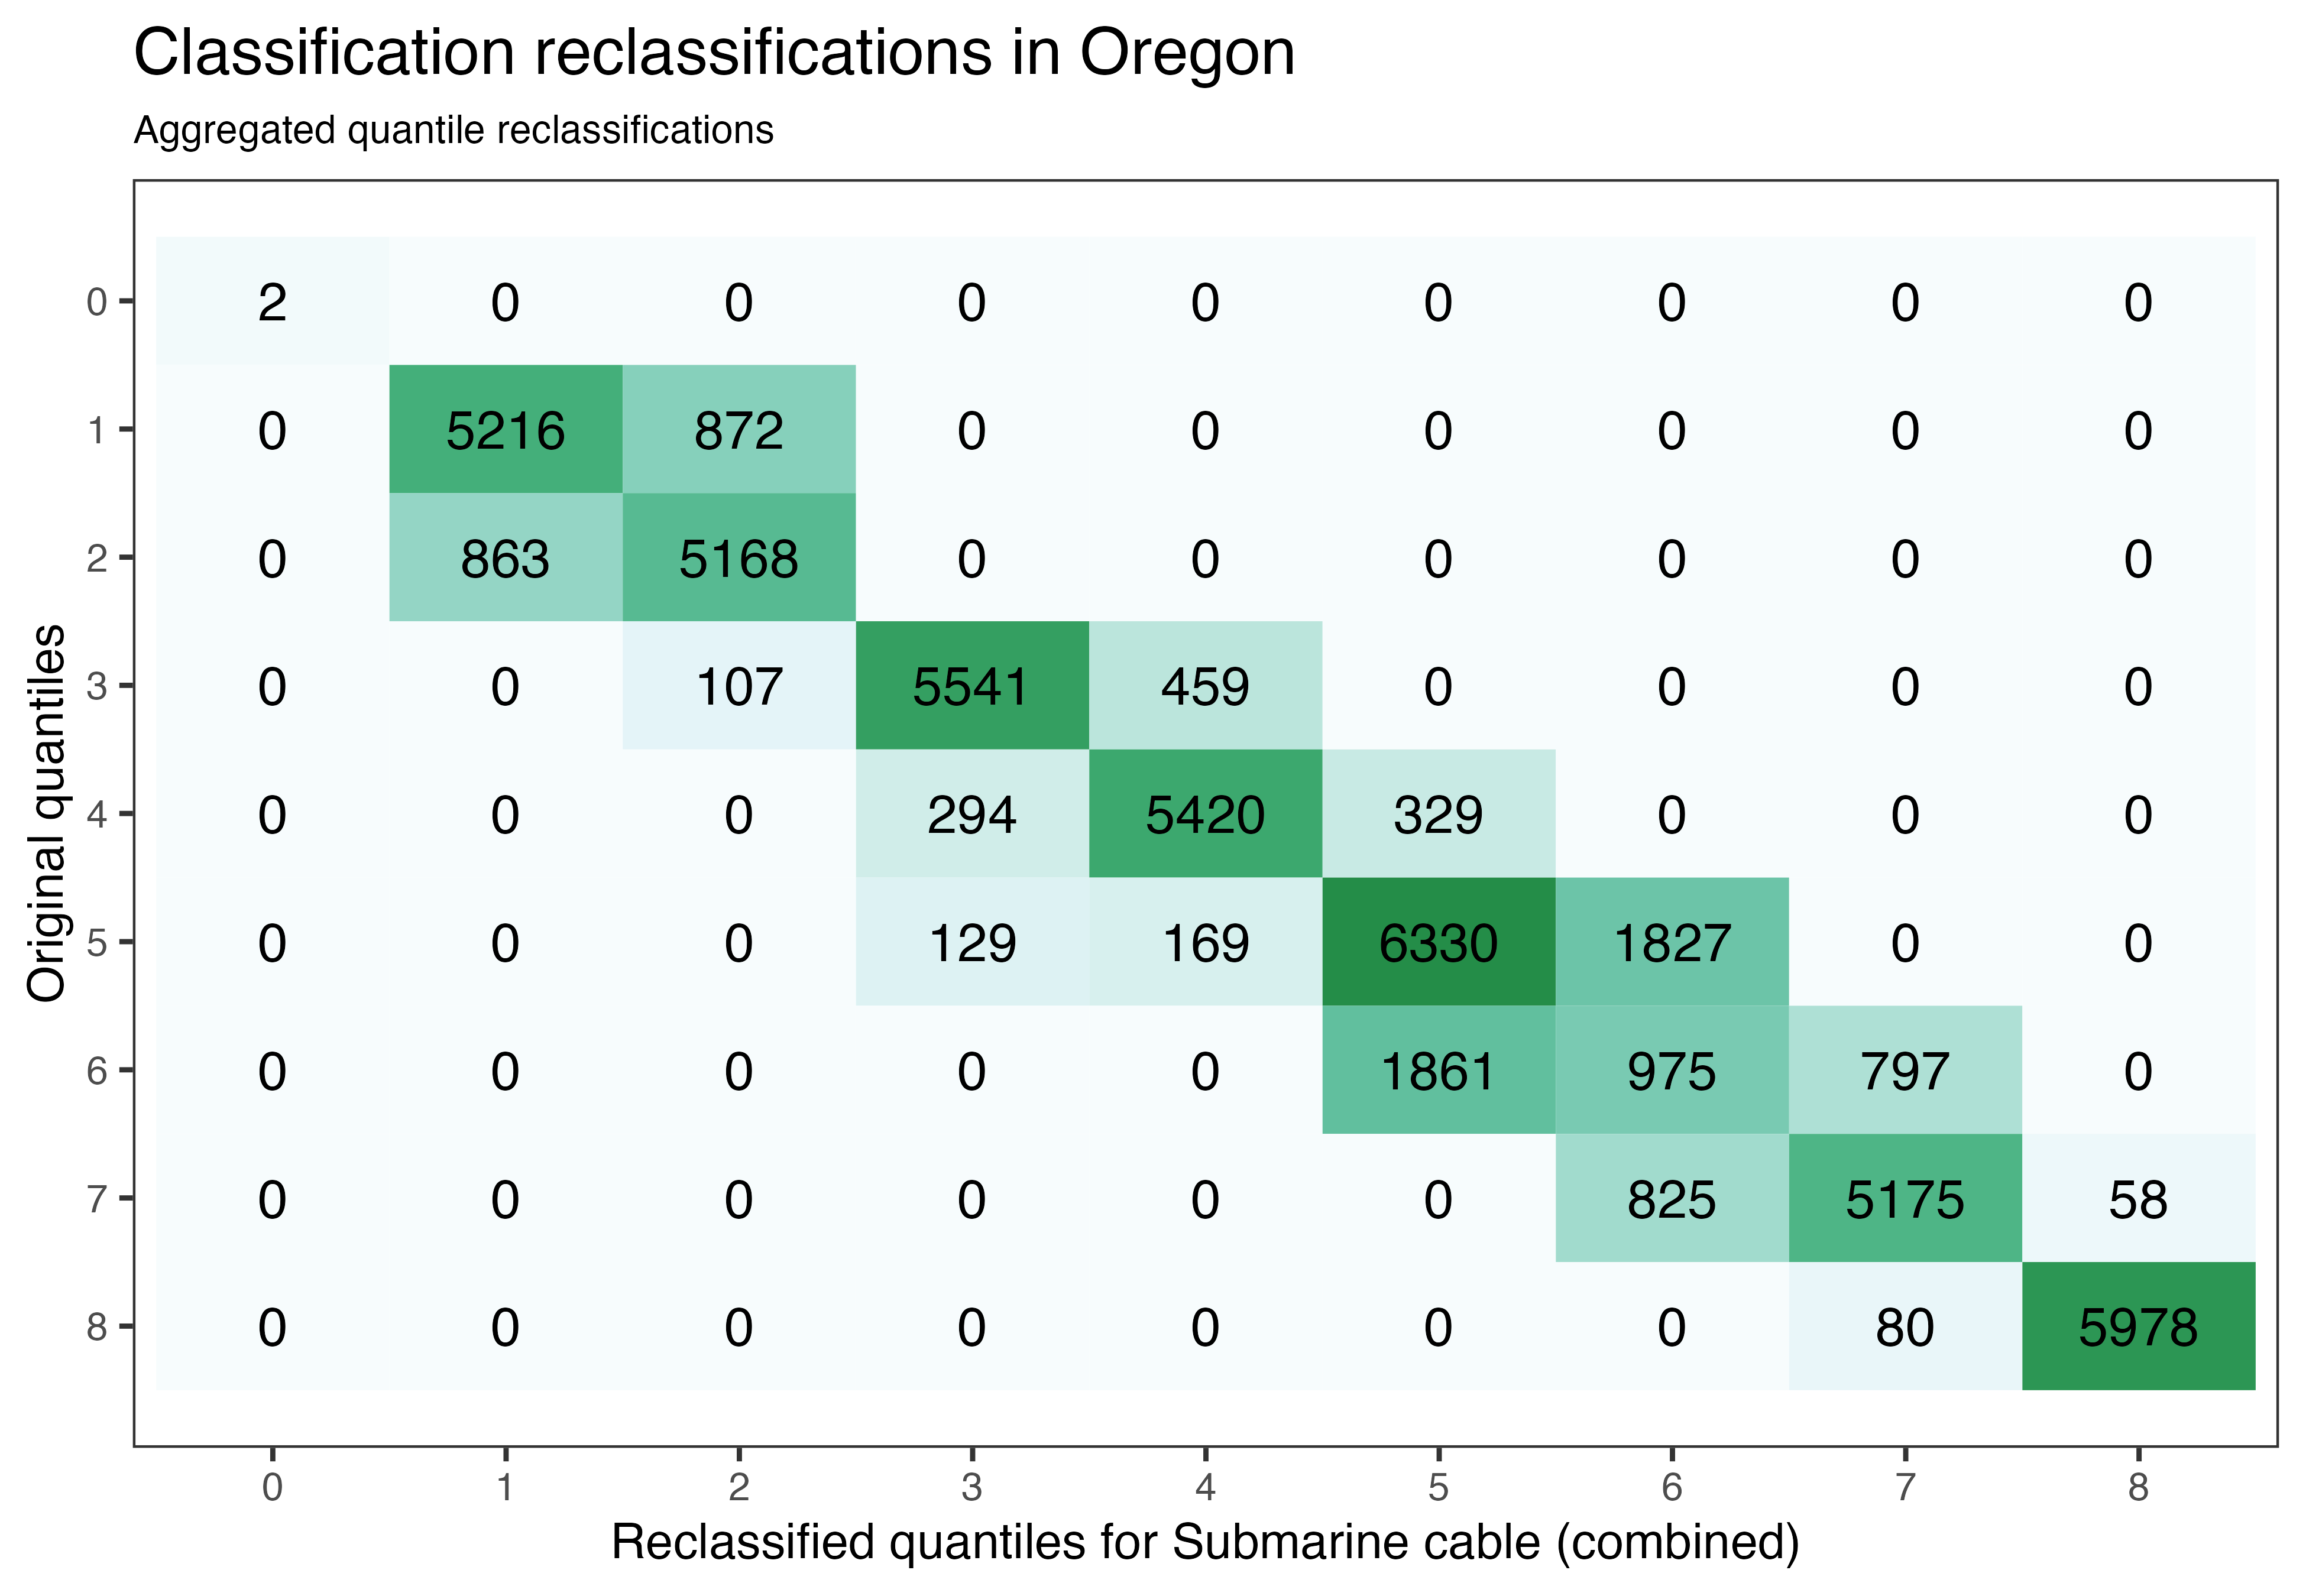 Classification reclassifications in Oregon
Aggregated quantile reclassifications
Original quantiles
0 2 0 0 0 0 0 0 0 0
1 0 5216 872 0 0 0 0 0 0
2 0 863 5168 0 0 0 0 0 0
3 0 0 107 5541 459 0 0 0 0
4 0 0 0 294 5420 329 0 0 0
5 0 0 0 129 169 6330 1827 0 0
6 0 0 0 0 0 1861 975 797 0
7 0 0 0 0 0 0 825 5175 58
8 0 0 0 0 0 0 0 80 5978
0 1 2 3 4 5 6 7 8
Reclassified quantiles for Submarine cable (combined)